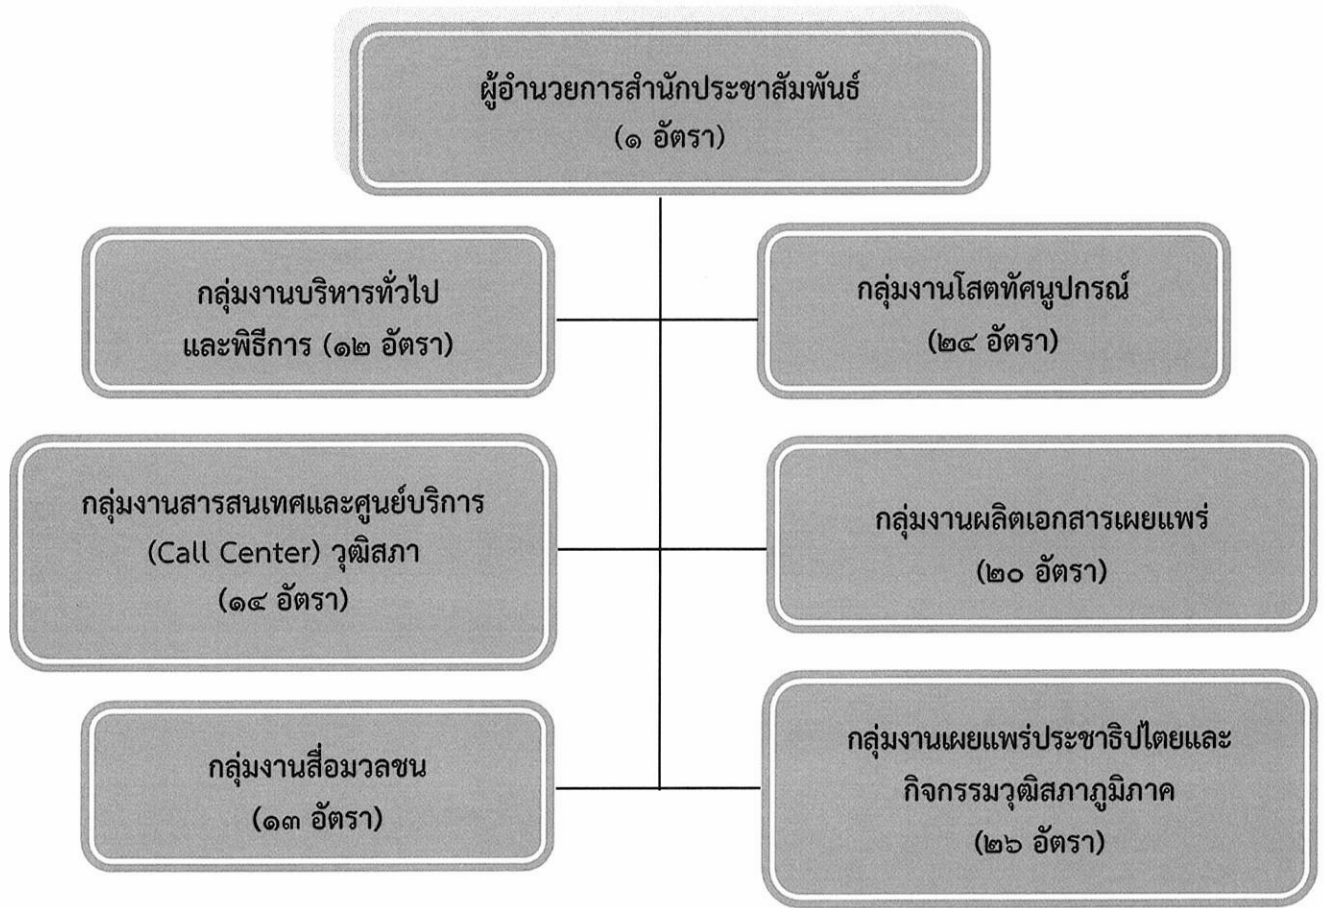 ผู้อำนวยการสำนักประชาสัมพันธ์
(๑ อัตรา)
กลุ่มงานบริหารทั่วไป
และพิธีการ (๑๒ อัตรา)
กลุ่มงานโสตทัศนูปกรณ์
(๒๔ อัตรา)
กลุ่มงานสารสนเทศและศูนย์บริการ
(Call Center) วุฒิสภา
(๑๔ อัตรา)
กลุ่มงานผลิตเอกสารเผยแพร่
(๒๐ อัตรา)
กลุ่มงานสื่อมวลชน
(๑๓ อัตรา)
กลุ่มงานเผยแพร่ประชาธิปไตยและ
กิจกรรมวุฒิสภาภูมิภาค
(๒๖ อัตรา)